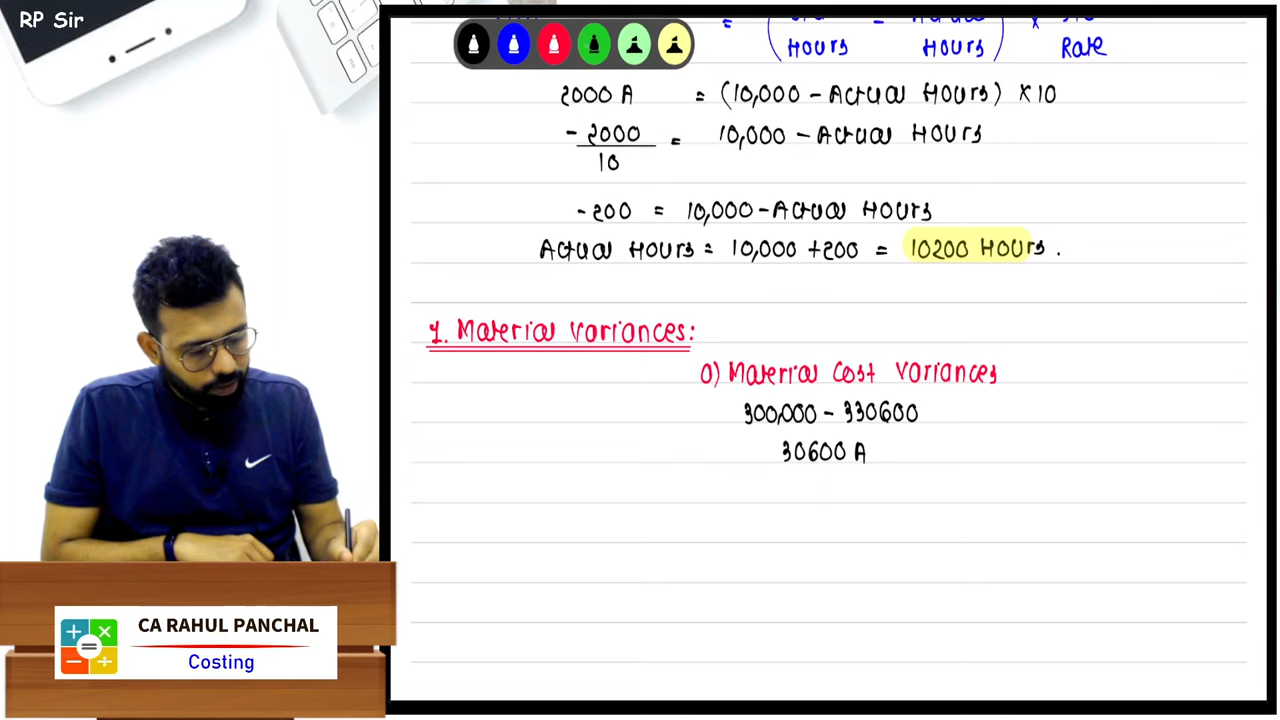 RP Sir
Hours Hours Rate
2000 A = (10,000 - Actual Hours) × 10
-2000/10 = 10,000 - Actual Hours
-200 = 10,000 - Actual Hours
Actual Hours = 10,000 + 200 = 10200 Hours.
1. Material Variances:
a) Material Cost Variances
300,000 - 330600
30600 A
CA RAHUL PANCHAL
Costing